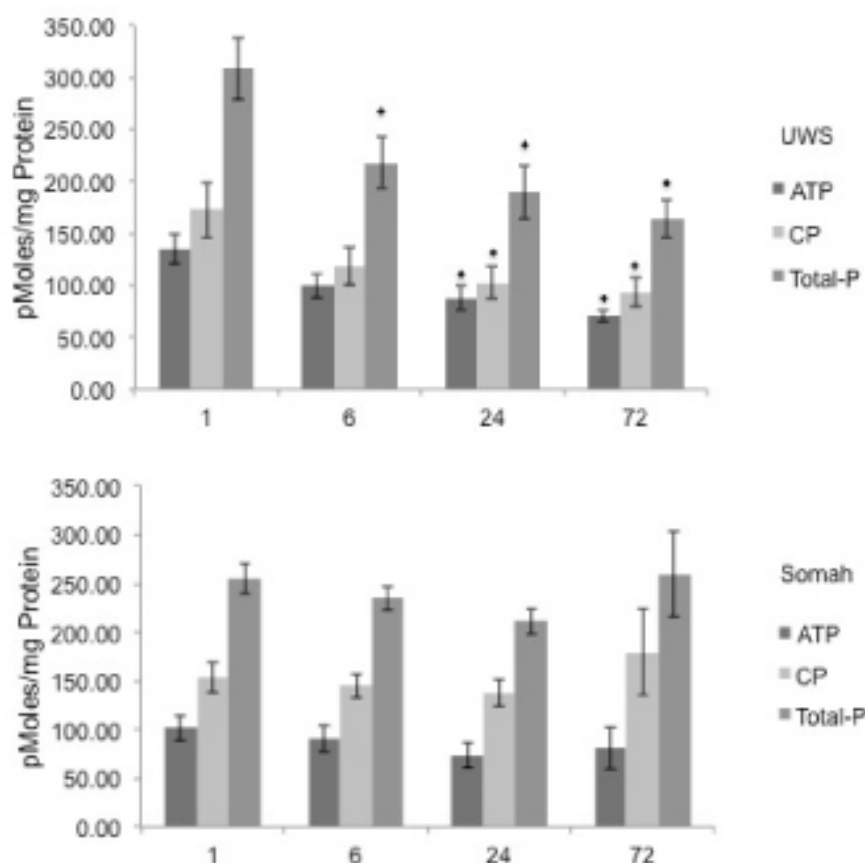 350.00
300.00
250.00
200.00
150.00
100.00
50.00
0.00
pMoles/mg Protein
1 6 24 72
UWS
ATP
CP
Total-P
350.00
300.00
250.00
200.00
150.00
100.00
50.00
0.00
pMoles/mg Protein
1 6 24 72
Somah
ATP
CP
Total-P